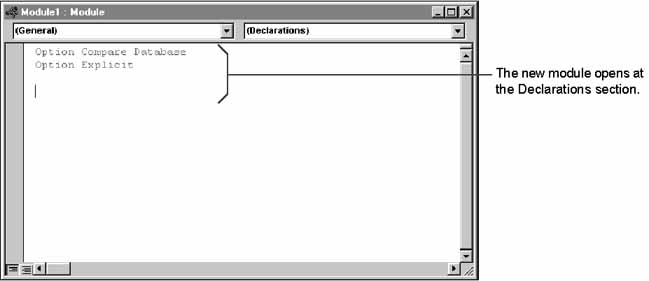 Module1 : Module
(General)
(Declarations)
Option Compare Database
Option Explicit
The new module opens at
the Declarations section.